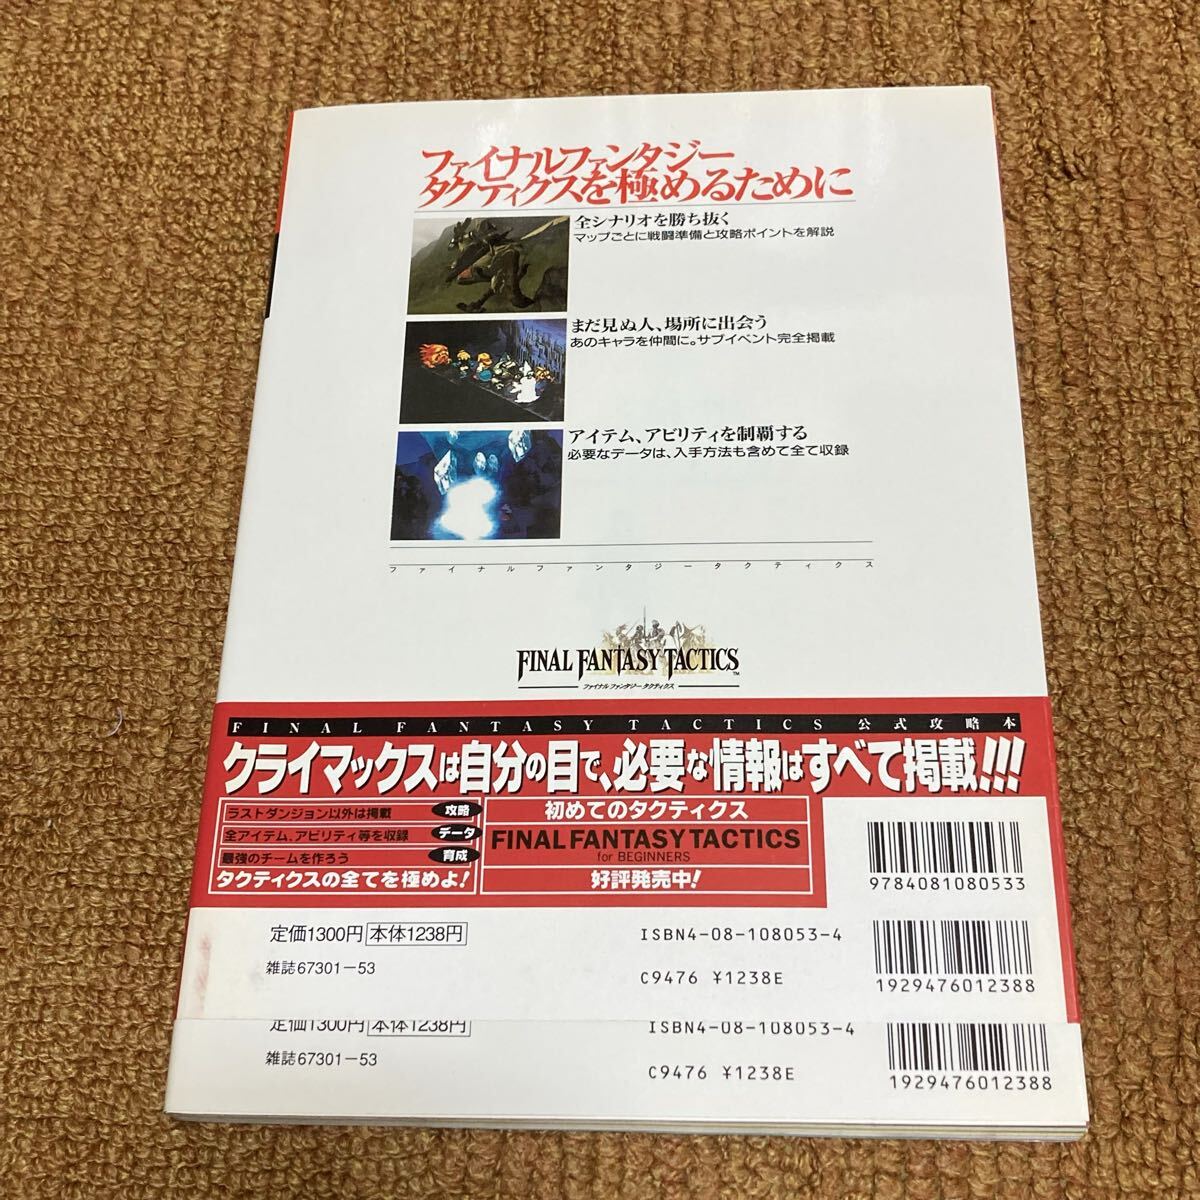 ファイナルファンタジー
タクティクスを極めるために
全シナリオを勝ち抜く
マップごとに戦闘準備と攻略ポイントを解説
まだ見ぬ人、場所に出会う
あのキャラを仲間に。サブイベント完全掲載
アイテム、アビリティを制覇する
必要なデータは、入手方法も含めて全て収録
ファイナルファンタジータクティクス
FINAL FANTASY TACTICS™
ファイナルファンタジータクティクス
FINAL FANTASY TACTICS 公式攻略本
クライマックスは自分の目で、必要な情報はすべて掲載!!!
ラストダンジョン以外は掲載 攻略
全アイテム、アビリティ等を収録 データ
最強のチームを作ろう 育成
タクティクスの全てを極めよ!
初めてのタクティクス
FINAL FANTASY TACTICS
for BEGINNERS
好評発売中!
9784081080533
定価1300円 本体1238円
雑誌67301-53
ISBN4-08-108053-4
C9476 ¥1238E
1929476012388
定価1300円 本体1238円
雑誌67301-53
ISBN4-08-108053-4
C9476 ¥1238E
1929476012388